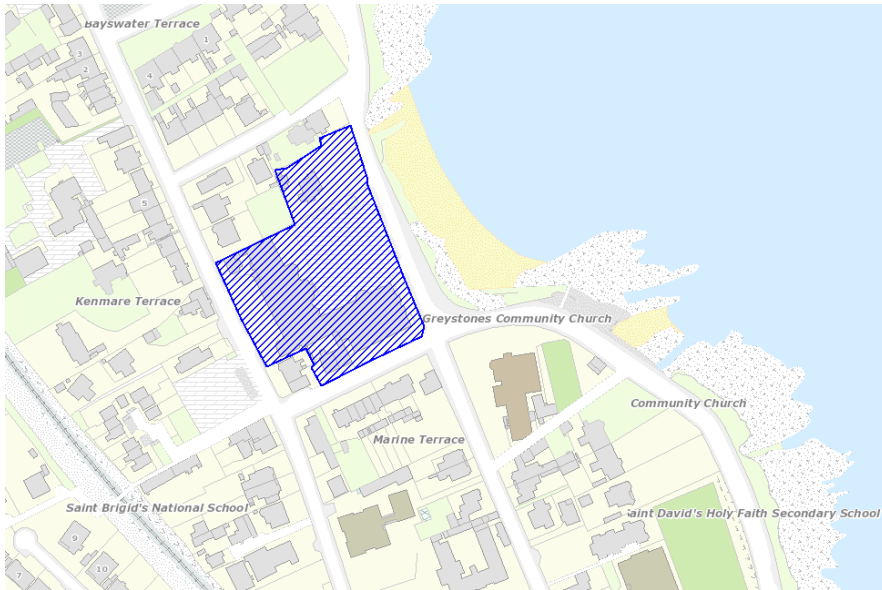 Bayswater Terrace
1
3
2
4
5
Kenmare Terrace
Greystones Community Church
Community Church
Marine Terrace
Saint Brigid's National School
aint David's Holy Faith Secondary School
9
7
10